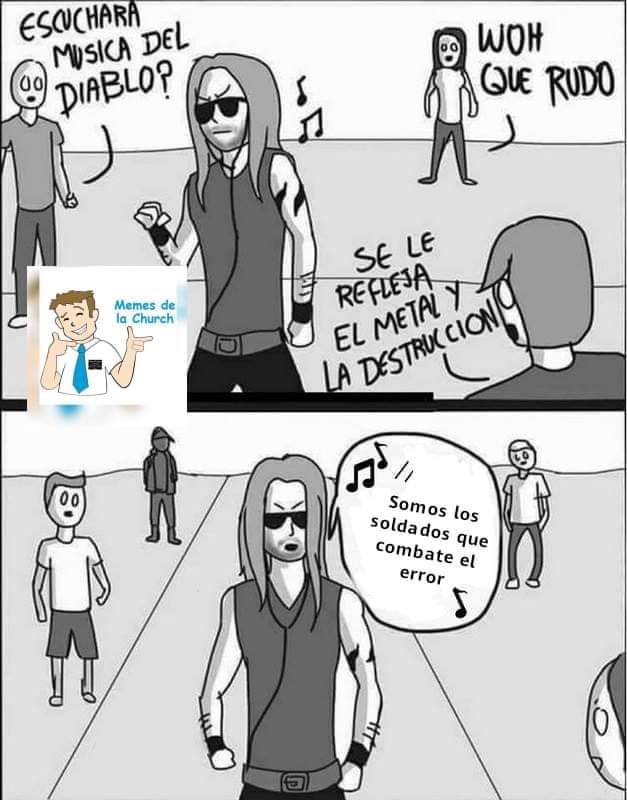 ESCUCHARA
MUSICA DEL
DIABLO?
WOH
QUE RUDO
SE LE
REFLEJA
EL METAL Y
LA DESTRUCCION
Memes de
la Church
Somos los
soldados que
combate el
error